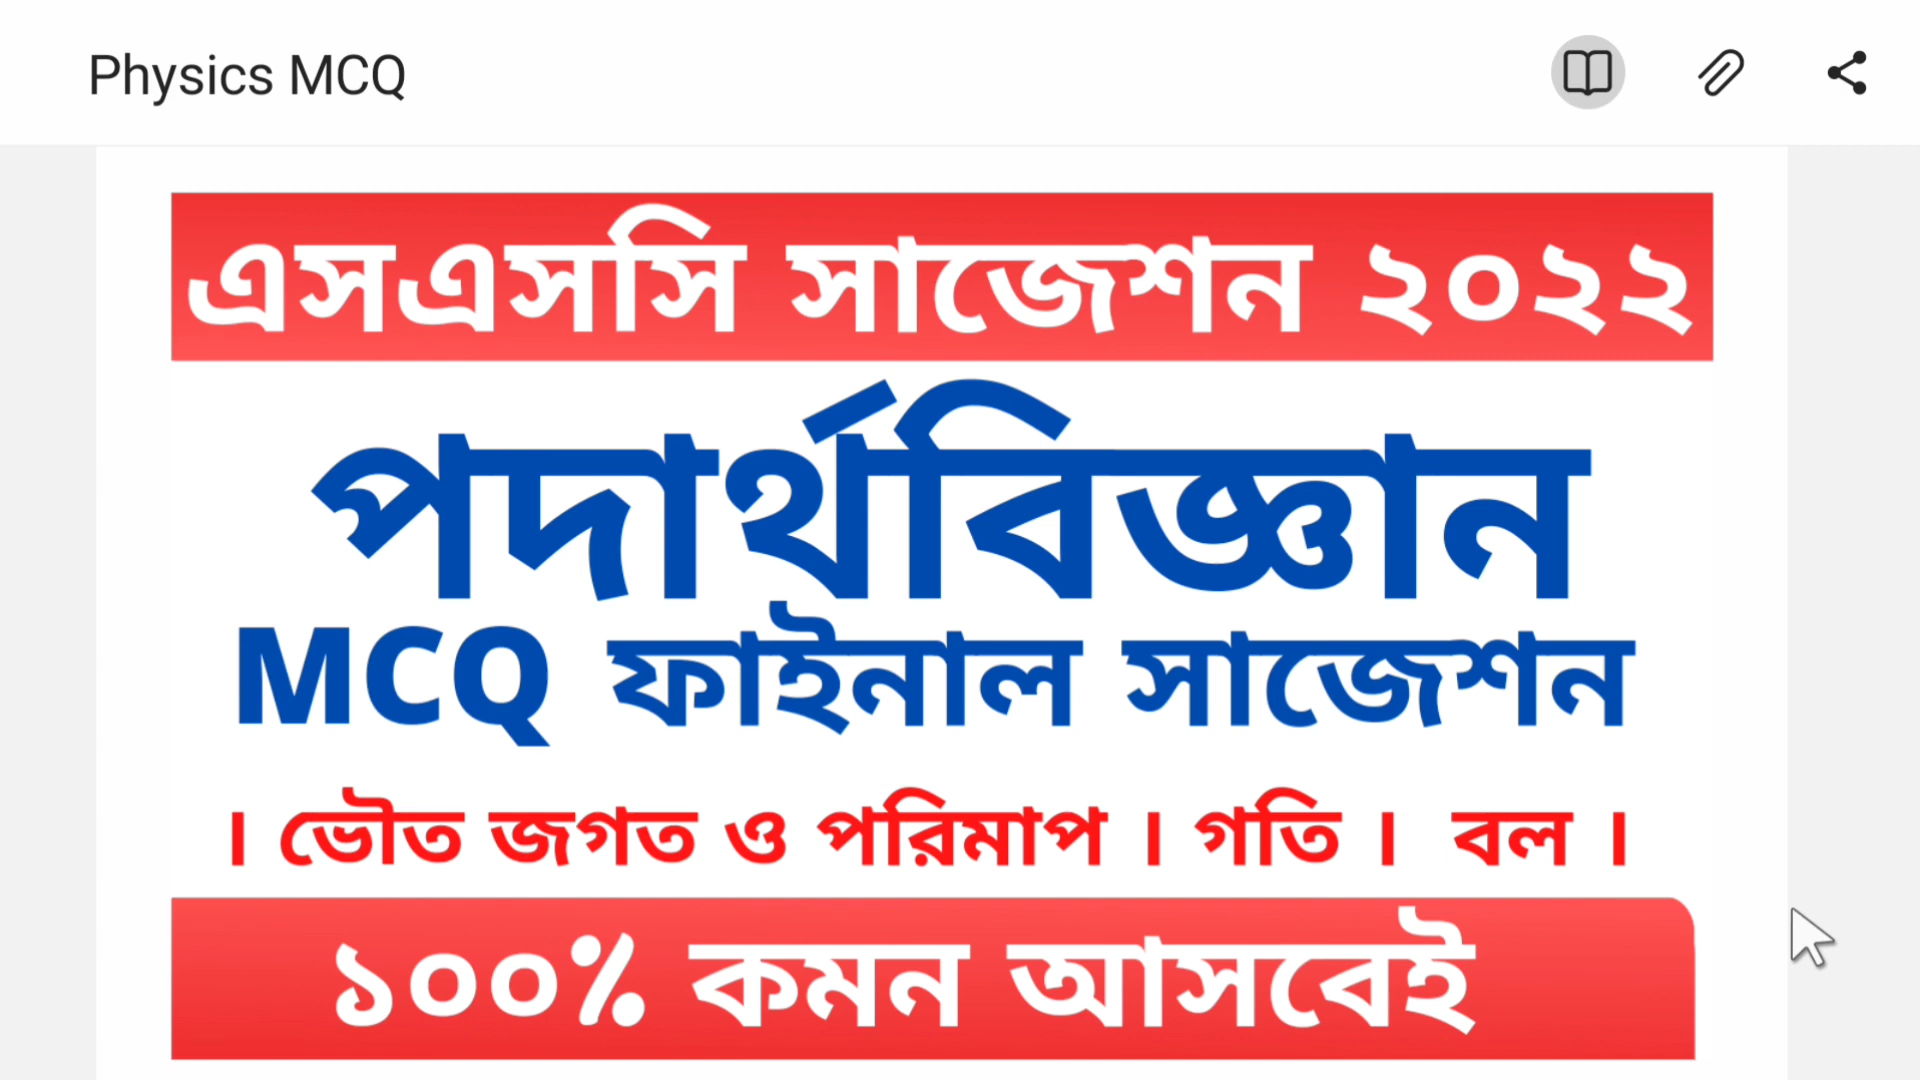 Physics MCQ
এসএসসি সাজেশন ২০২২
পদার্থবিজ্ঞান
MCQ ফাইনাল সাজেশন
। ভৌত জগত ও পরিমাপ । গতি । বল ।
১০০% কমন আসবেই